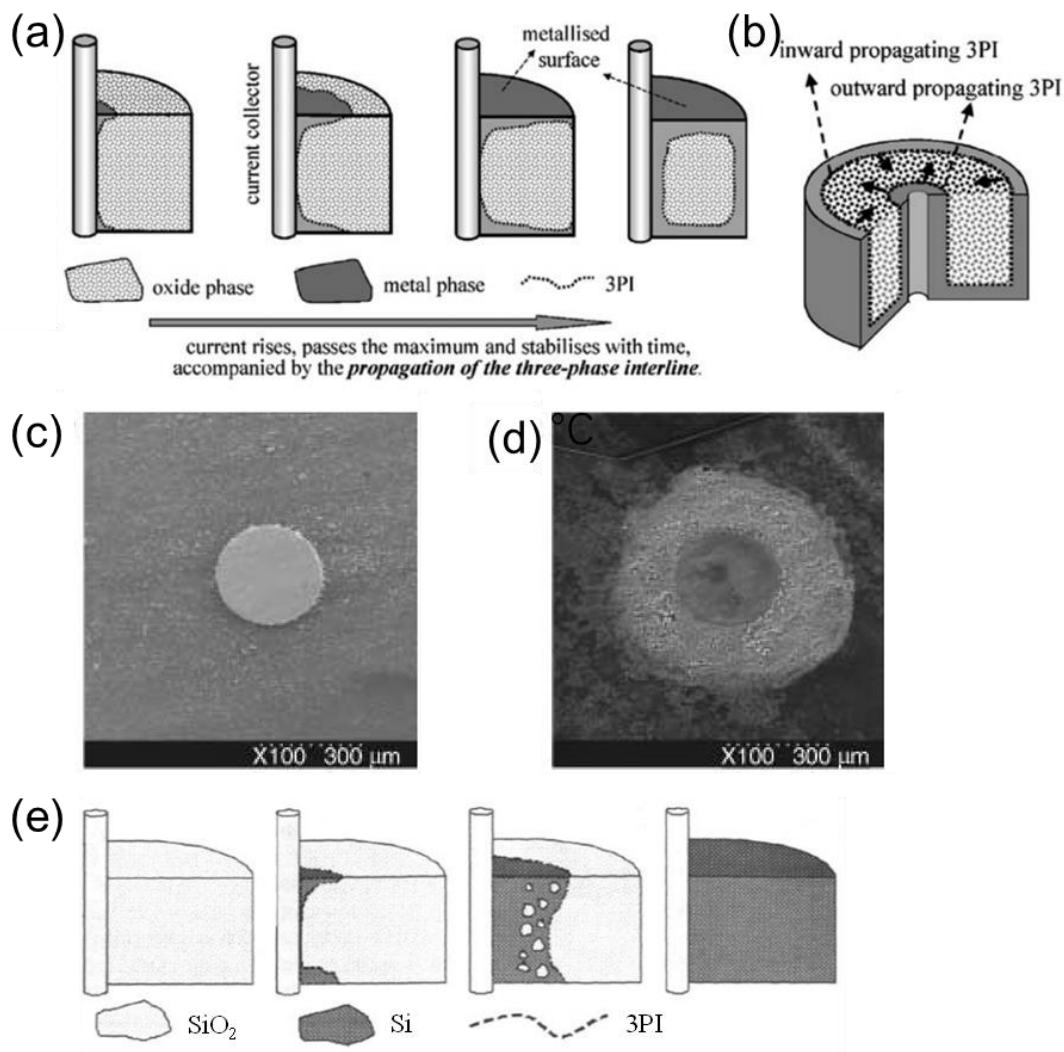 (a)
current collector
metallised
surface
oxide phase
metal phase
3PI
current rises, passes the maximum and stabilises with time,
accompanied by the propagation of the three-phase interline.
(b)
inward propagating 3PI
outward propagating 3PI
(c)
X100 300 µm
(d)
°C
X100 300 µm
(e)
SiO₂
Si
3PI